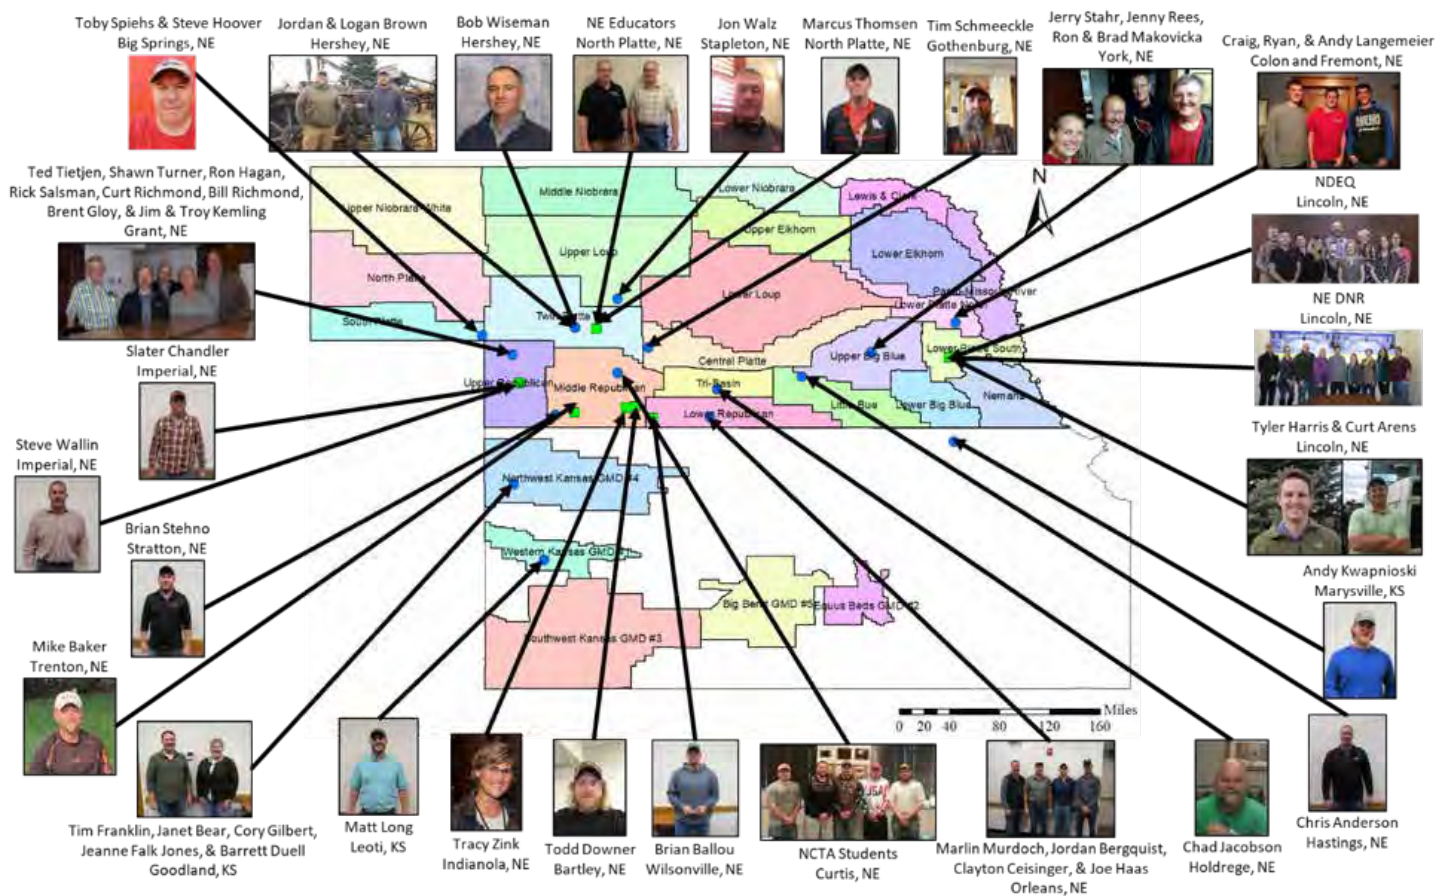 Toby Spiehs & Steve Hoover
Big Springs, NE
Jordan & Logan Brown
Hershey, NE
Bob Wiseman
Hershey, NE
NE Educators
North Platte, NE
Jon Walz
Stapleton, NE
Marcus Thomsen
North Platte, NE
Tim Schmeeckle
Gothenburg, NE
Jerry Stahr, Jenny Rees,
Ron & Brad Makovicka
York, NE
Craig, Ryan, & Andy Langemeier
Colon and Fremont, NE
Ted Tietjen, Shawn Turner, Ron Hagan,
Rick Salsman, Curt Richmond, Bill Richmond,
Brent Gloy, & Jim & Troy Kemling
Grant, NE
NDEQ
Lincoln, NE
NE DNR
Lincoln, NE
Slater Chandler
Imperial, NE
Steve Wallin
Imperial, NE
Tyler Harris & Curt Arens
Lincoln, NE
Brian Stehno
Stratton, NE
Andy Kwapnioski
Marysville, KS
Mike Baker
Trenton, NE
N
Upper Niobrara-White
Middle Niobrara
Lower Niobrara
Lewis & Clark
Upper Elkhorn
Lower Elkhorn
Upper Loup
North Platte
Lower Loup
Papio-Missouri River
Lower Platte North
South Platte
Twin Platte
Central Platte
Upper Big Blue
Lower Platte South
Upper Republican
Middle Republican
Tri-Basin
Little Blue
Lower Big Blue
Nemaha
Lower Republican
Northwest Kansas GMD #4
Western Kansas GMD #1
Southwest Kansas GMD #3
Big Bend GMD #5
Equus Beds GMD #2
Miles
0 20 40 80 120 160
Tim Franklin, Janet Bear, Cory Gilbert,
Jeanne Falk Jones, & Barrett Duell
Goodland, KS
Matt Long
Leoti, KS
Tracy Zink
Indianola, NE
Todd Downer
Bartley, NE
Brian Ballou
Wilsonville, NE
NCTA Students
Curtis, NE
Marlin Murdoch, Jordan Bergquist,
Clayton Ceisinger, & Joe Haas
Orleans, NE
Chad Jacobson
Holdrege, NE
Chris Anderson
Hastings, NE